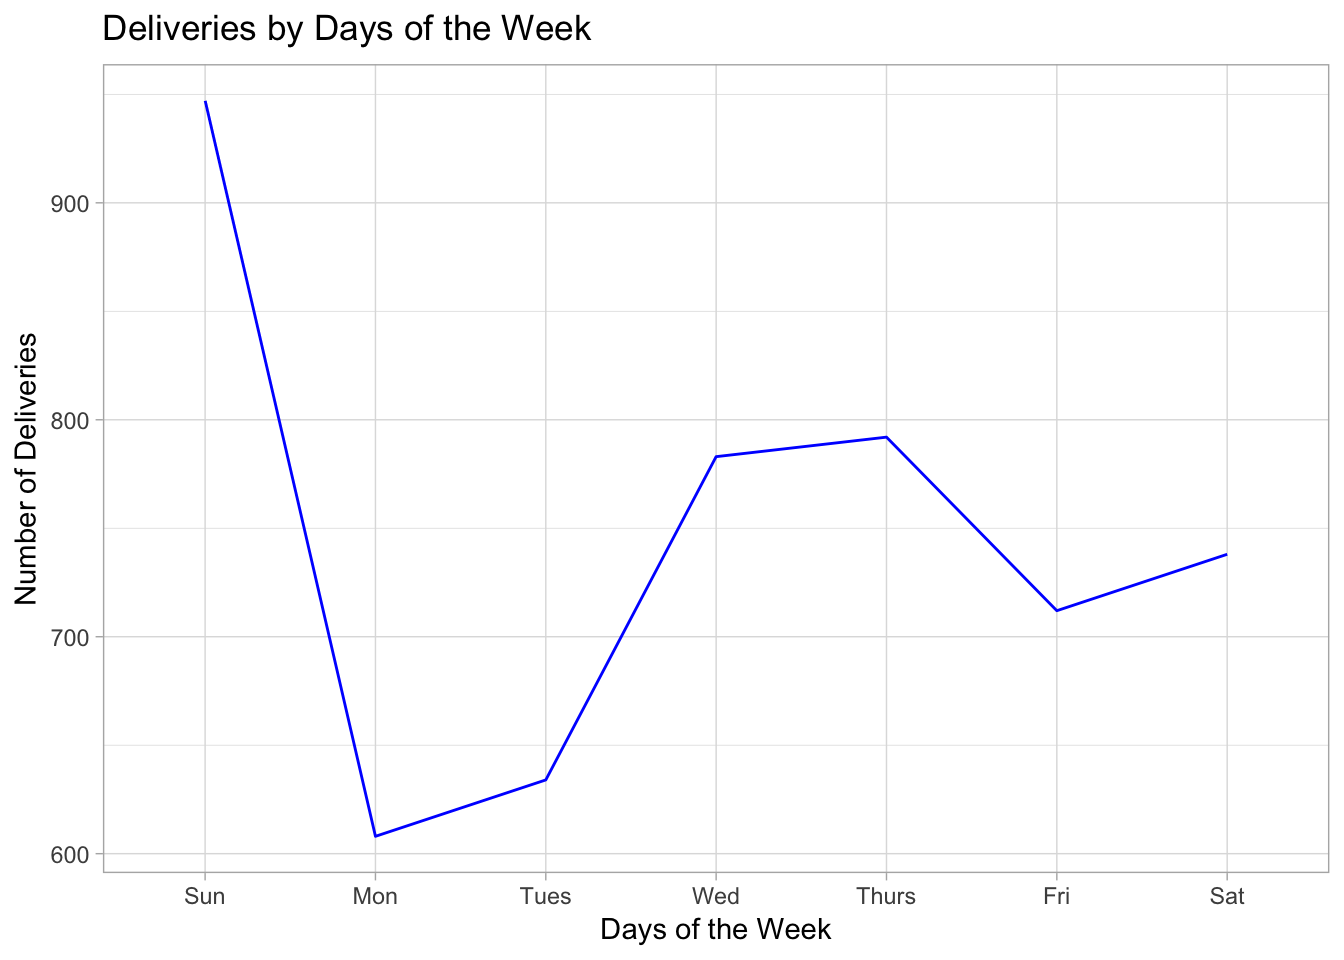 Deliveries by Days of the Week
Number of Deliveries
900
800
700
600
Sun Mon Tues Wed Thurs Fri Sat
Days of the Week